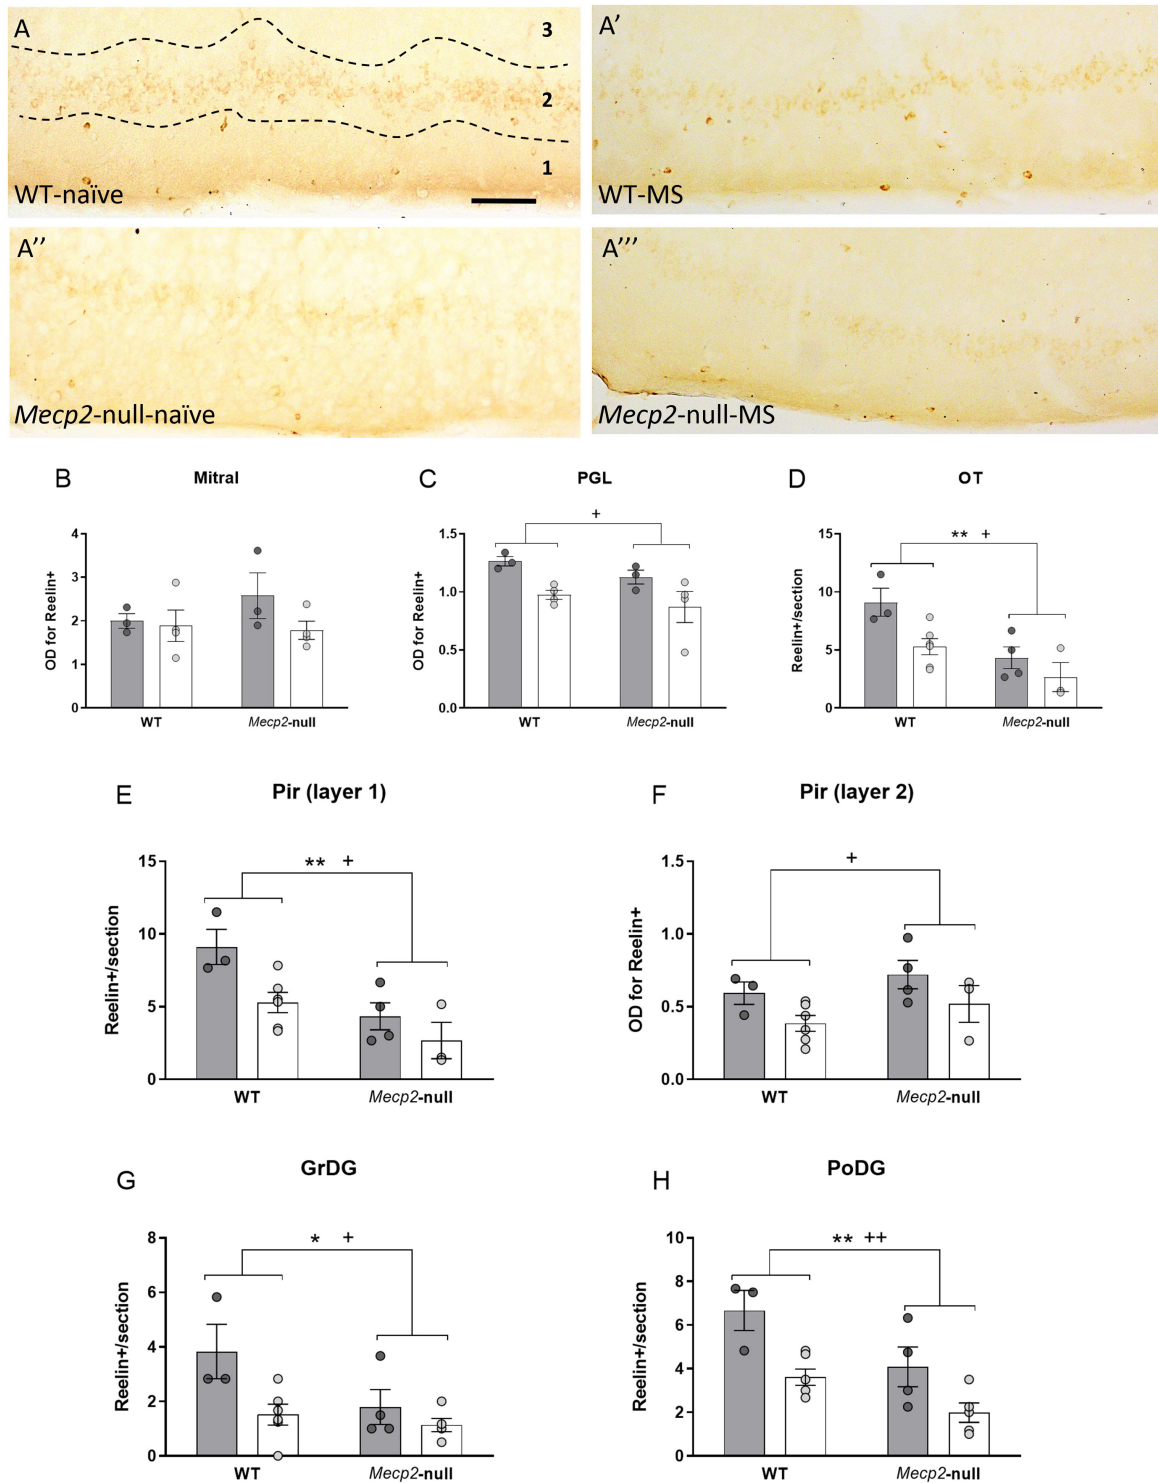 A
3
2
1
WT-naïve
A'
WT-MS
A''
Mecp2-null-naïve
A'''
Mecp2-null-MS
B
Mitral
OD for Reelin+
4
3
2
1
0
WT
Mecp2-null
C
PGL
OD for Reelin+
1.5
1.0
0.5
0.0
+
WT
Mecp2-null
D
OT
Reelin+/section
15
10
5
0
** +
WT
Mecp2-null
E
Pir (layer 1)
Reelin+/section
15
10
5
0
** +
WT
Mecp2-null
F
Pir (layer 2)
OD for Reelin+
1.5
1.0
0.5
0.0
+
WT
Mecp2-null
G
GrDG
Reelin+/section
8
6
4
2
0
* +
WT
Mecp2-null
H
PoDG
Reelin+/section
10
8
6
4
2
0
** ++
WT
Mecp2-null